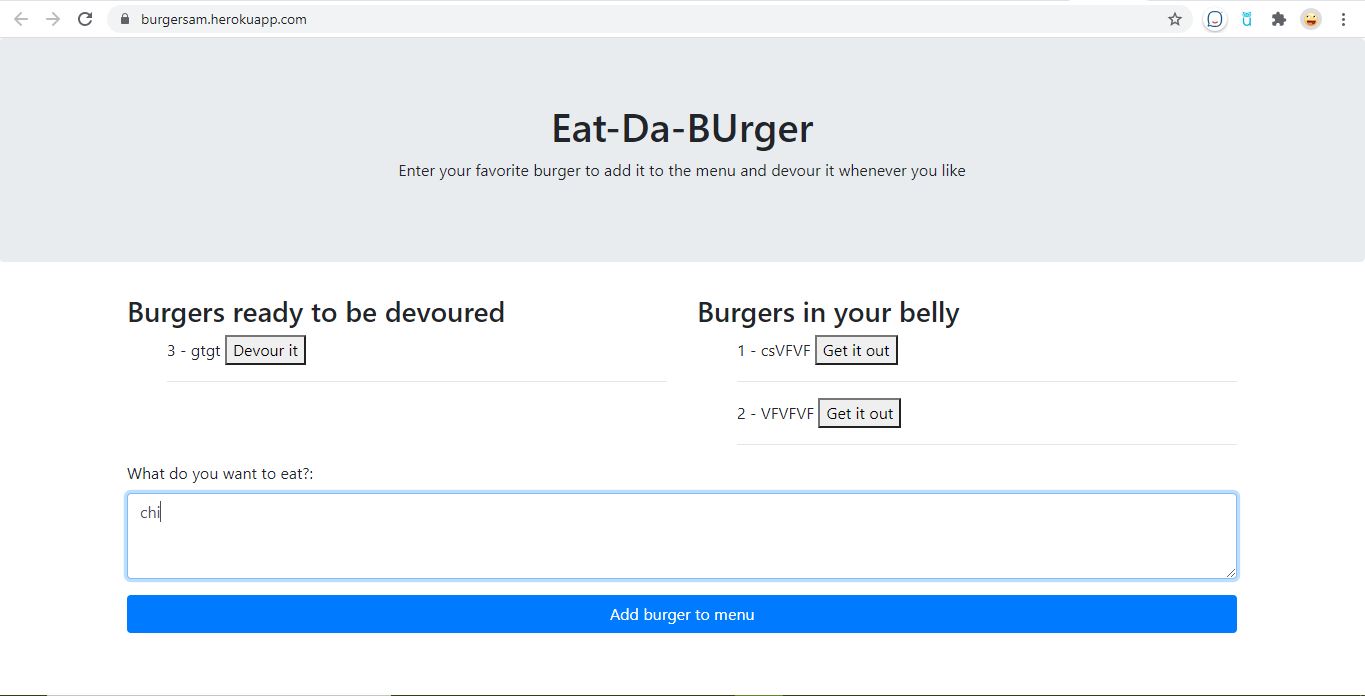 burgersam.herokuapp.com
Eat-Da-BUrger
Enter your favorite burger to add it to the menu and devour it whenever you like
Burgers ready to be devoured
3 - gtgt Devour it
Burgers in your belly
1 - csVFVF Get it out
2 - VFVFVF Get it out
What do you want to eat?:
chi
Add burger to menu